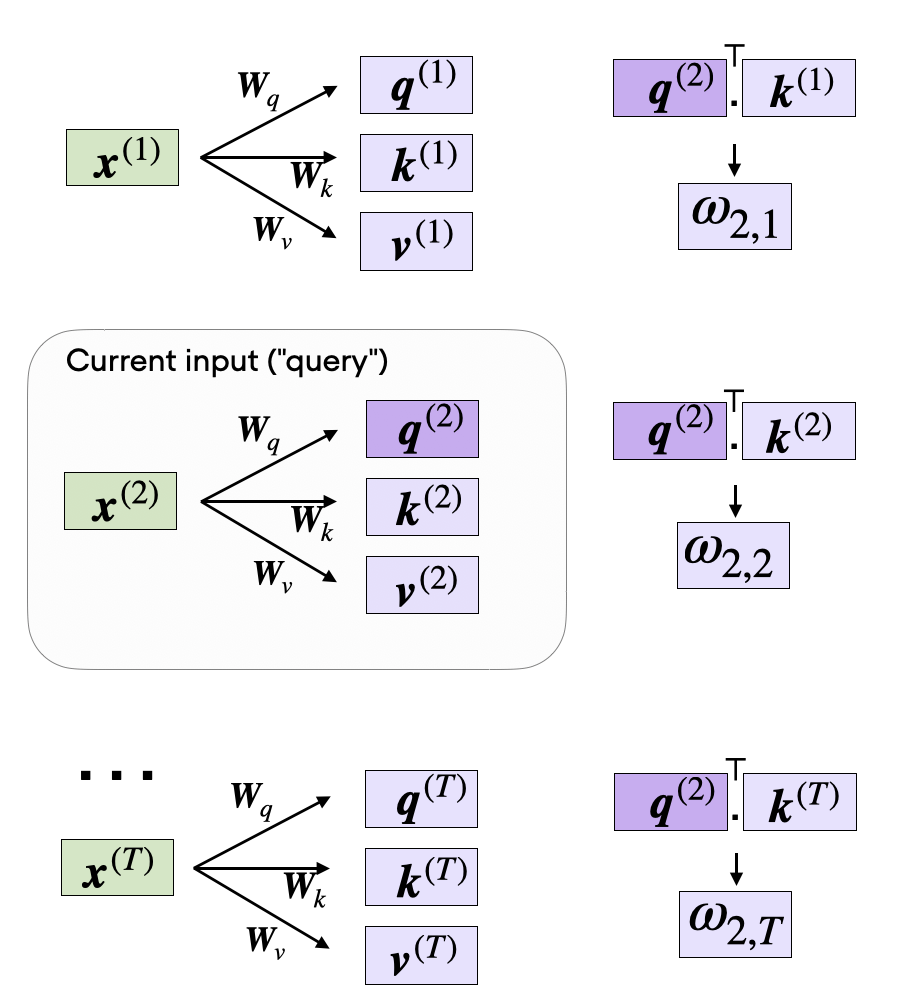 W_q q^(1) q^(2)⊤ . k^(1)
x^(1) W_k k^(1)
W_v v^(1) ω_2,1
Current input ("query")
W_q q^(2) q^(2)⊤ . k^(2)
x^(2) W_k k^(2)
W_v v^(2) ω_2,2
...
W_q q^(T) q^(2)⊤ . k^(T)
x^(T) W_k k^(T)
W_v v^(T) ω_2,T